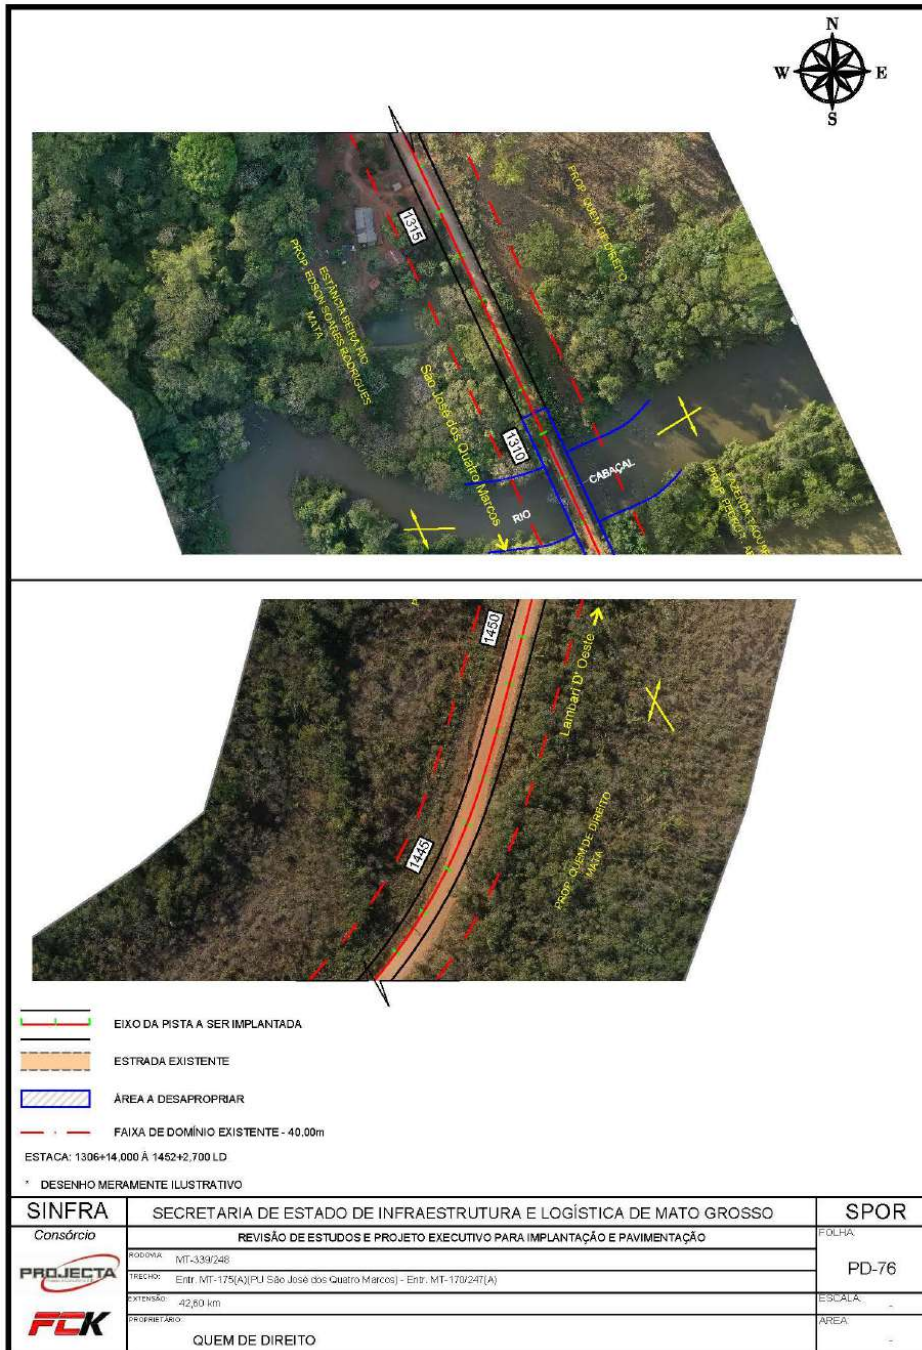 N
W E
S
1315
PROP. QUEM DE DIREITO
ESTÂNCIA BEIRA RIO
PROP. EDSON SOARES RODRIGUES
MATA
São José dos Quatro Marcos
1310
RIO
CABAÇAL
1450
Lambari D' Oeste
1445
PROP. QUEM DE DIREITO
MATA
EIXO DA PISTA A SER IMPLANTADA
ESTRADA EXISTENTE
ÁREA A DESAPROPRIAR
FAIXA DE DOMÍNIO EXISTENTE - 40,00m
ESTACA: 1306+14,000 Á 1452+2,700 LD
* DESENHO MERAMENTE ILUSTRATIVO
SINFRA
SECRETARIA DE ESTADO DE INFRAESTRUTURA E LOGÍSTICA DE MATO GROSSO
SPOR
Consórcio
PROJECTA
FCK
REVISÃO DE ESTUDOS E PROJETO EXECUTIVO PARA IMPLANTAÇÃO E PAVIMENTAÇÃO
RODOVIA MT-339/248
TRECHO: Entr. MT-175(A)(PU São José dos Quatro Marcos) - Entr. MT-170/247(A)
EXTENSÃO: 42,60 km
PROPRIETÁRIO:
QUEM DE DIREITO
FOLHA:
PD-76
ESCALA: -
ÁREA: -